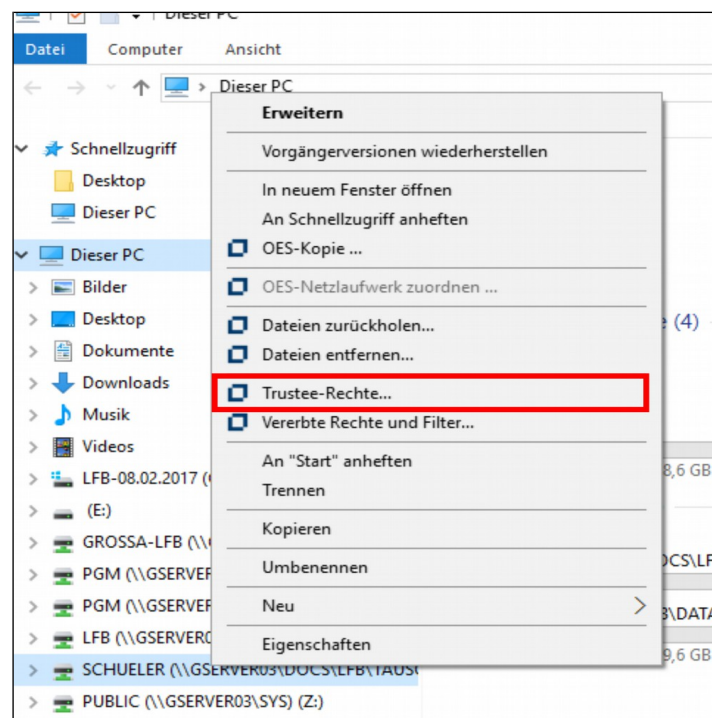 Dieser PC
Datei Computer Ansicht
Dieser PC
Schnellzugriff
Desktop
Dieser PC
Dieser PC
Bilder
Desktop
Dokumente
Downloads
Musik
Videos
LFB-08.02.2017 (
(E:)
GROSSA-LFB (\\
PGM (\\GSERVER
PGM (\\GSERVER
LFB (\\GSERVER0
SCHUELER (\\GSERVER03\DOCS\LFB\TAUSC
PUBLIC (\\GSERVER03\SYS) (Z:)
Erweitern
Vorgängerversionen wiederherstellen
In neuem Fenster öffnen
An Schnellzugriff anheften
OES-Kopie ...
OES-Netzlaufwerk zuordnen ...
Dateien zurückholen...
Dateien entfernen...
Trustee-Rechte...
Vererbte Rechte und Filter...
An "Start" anheften
Trennen
Kopieren
Umbenennen
Neu
Eigenschaften
(4)
8,6 GB
OCS\LF
\DATA
9,6 GB